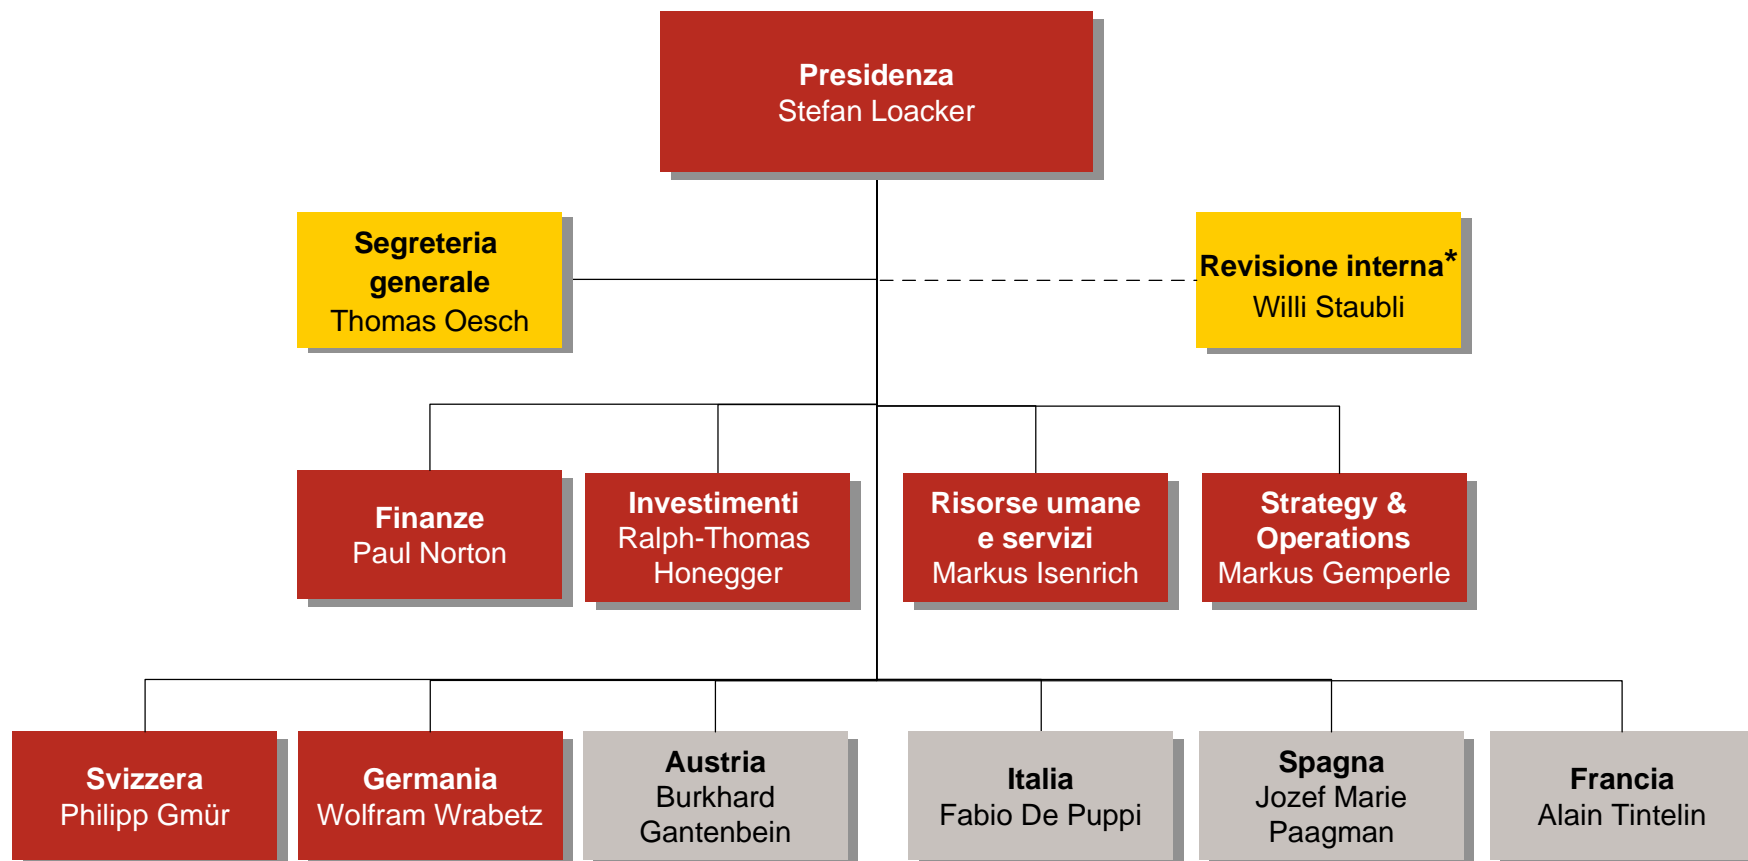 Presidenza
Stefan Loacker
Segreteria
generale
Thomas Oesch
Revisione interna*
Willi Staubli
Finanze
Paul Norton
Investimenti
Ralph-Thomas
Honegger
Risorse umane
e servizi
Markus Isenrich
Strategy &
Operations
Markus Gemperle
Svizzera
Philipp Gmür
Germania
Wolfram Wrabetz
Austria
Burkhard
Gantenbein
Italia
Fabio De Puppi
Spagna
Jozef Marie
Paagman
Francia
Alain Tintelin